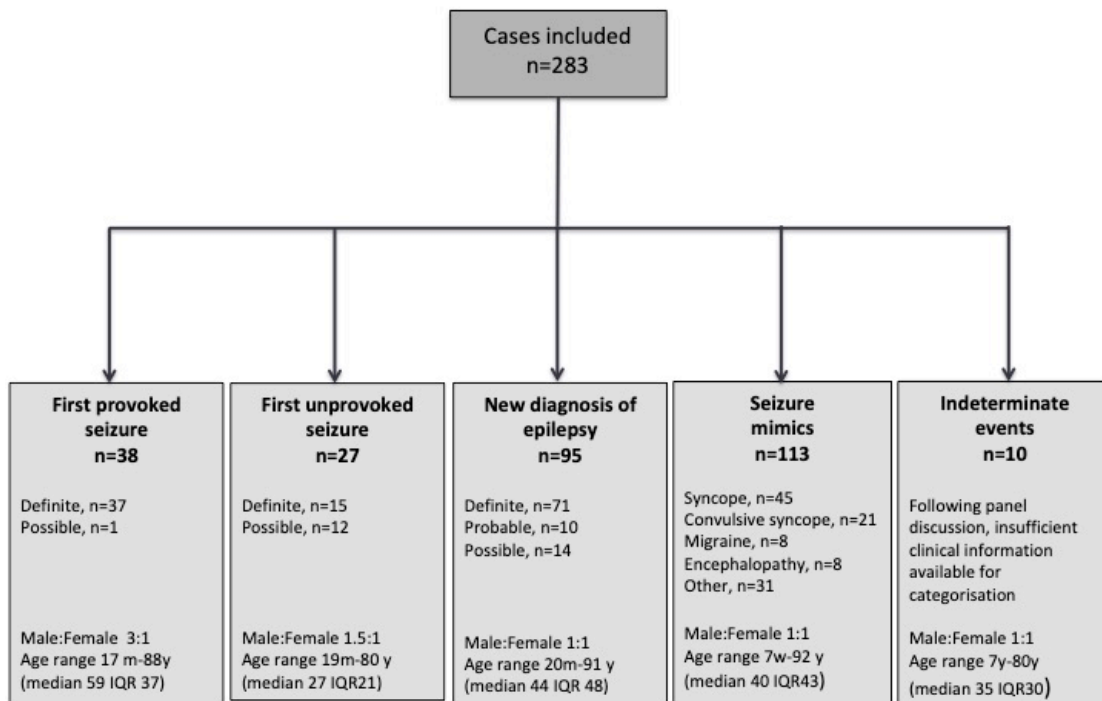 Cases included
n=283
First provoked
seizure
n=38
Definite, n=37
Possible, n=1
Male:Female  3:1
Age range 17 m-88y
(median 59 IQR 37)
First unprovoked
seizure
n=27
Definite, n=15
Possible, n=12
Male:Female 1.5:1
Age range 19m-80 y
(median 27 IQR21)
New diagnosis of
epilepsy
n=95
Definite, n=71
Probable, n=10
Possible, n=14
Male:Female 1:1
Age range 20m-91 y
(median 44 IQR 48)
Seizure
mimics
n=113
Syncope, n=45
Convulsive syncope, n=21
Migraine, n=8
Encephalopathy, n=8
Other, n=31
Male:Female 1:1
Age range 7w-92 y
(median 40 IQR43)
Indeterminate
events
n=10
Following panel
discussion, insufficient
clinical information
available for
categorisation
Male:Female 1:1
Age range 7y-80y
(median 35 IQR30)